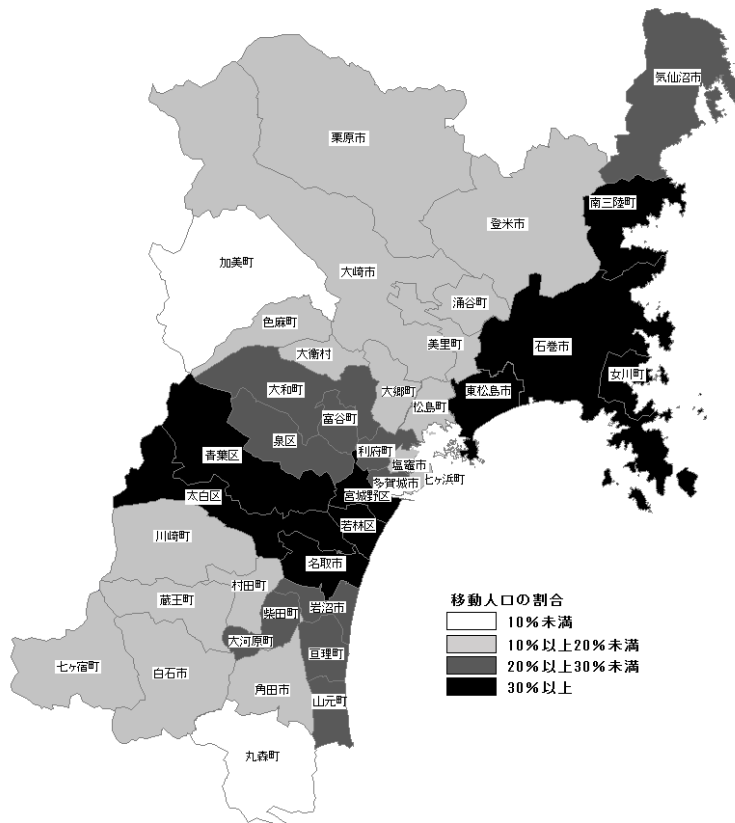 気仙沼市
栗原市
南三陸町
登米市
加美町
大崎市
涌谷町
色麻町
美里町
石巻市
大衡村
女川町
大和町
大郷町
東松島市
松島町
富谷町
泉区
利府町
青葉区
塩竈市
七ヶ浜町
多賀城市
太白区
宮城野区
若林区
川崎町
名取市
村田町
蔵王町
岩沼市
柴田町
大河原町
亘理町
七ヶ宿町
白石市
角田市
山元町
丸森町
移動人口の割合
10%未満
10%以上20%未満
20%以上30%未満
30%以上